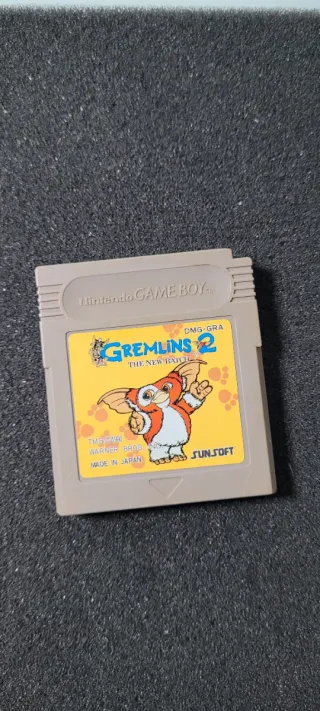 Nintendo GAME BOY
DMG-GRA
GREMLINS 2
THE NEW BATCH
WARNER BROS.
MADE IN JAPAN
SUNSOFT